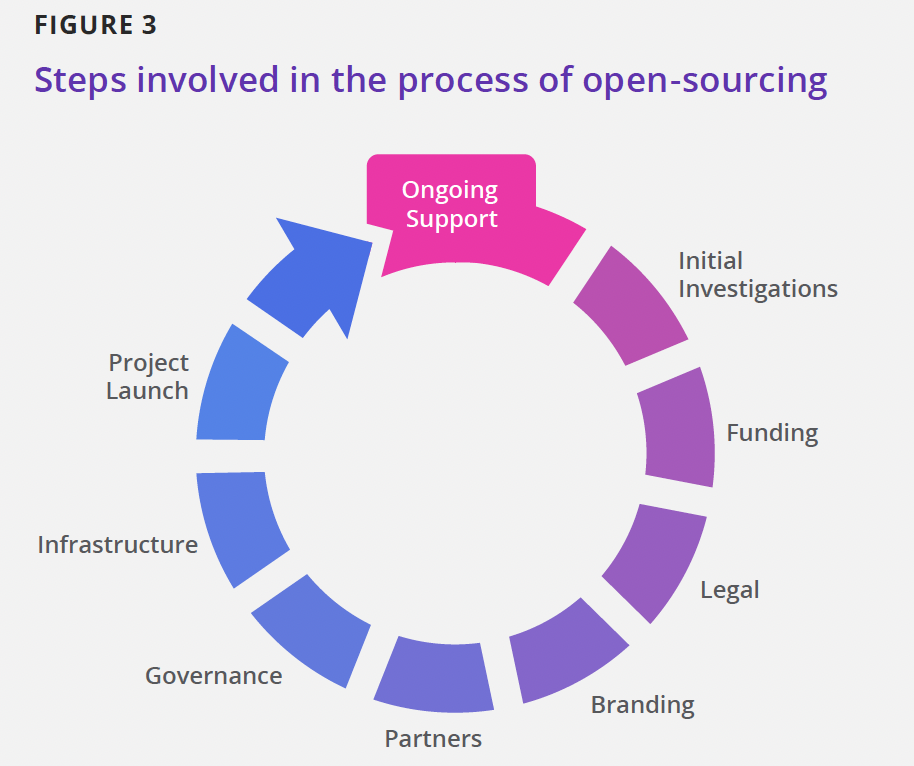 FIGURE 3
Steps involved in the process of open-sourcing
Ongoing
Support
Initial
Investigations
Funding
Legal
Branding
Partners
Governance
Infrastructure
Project
Launch